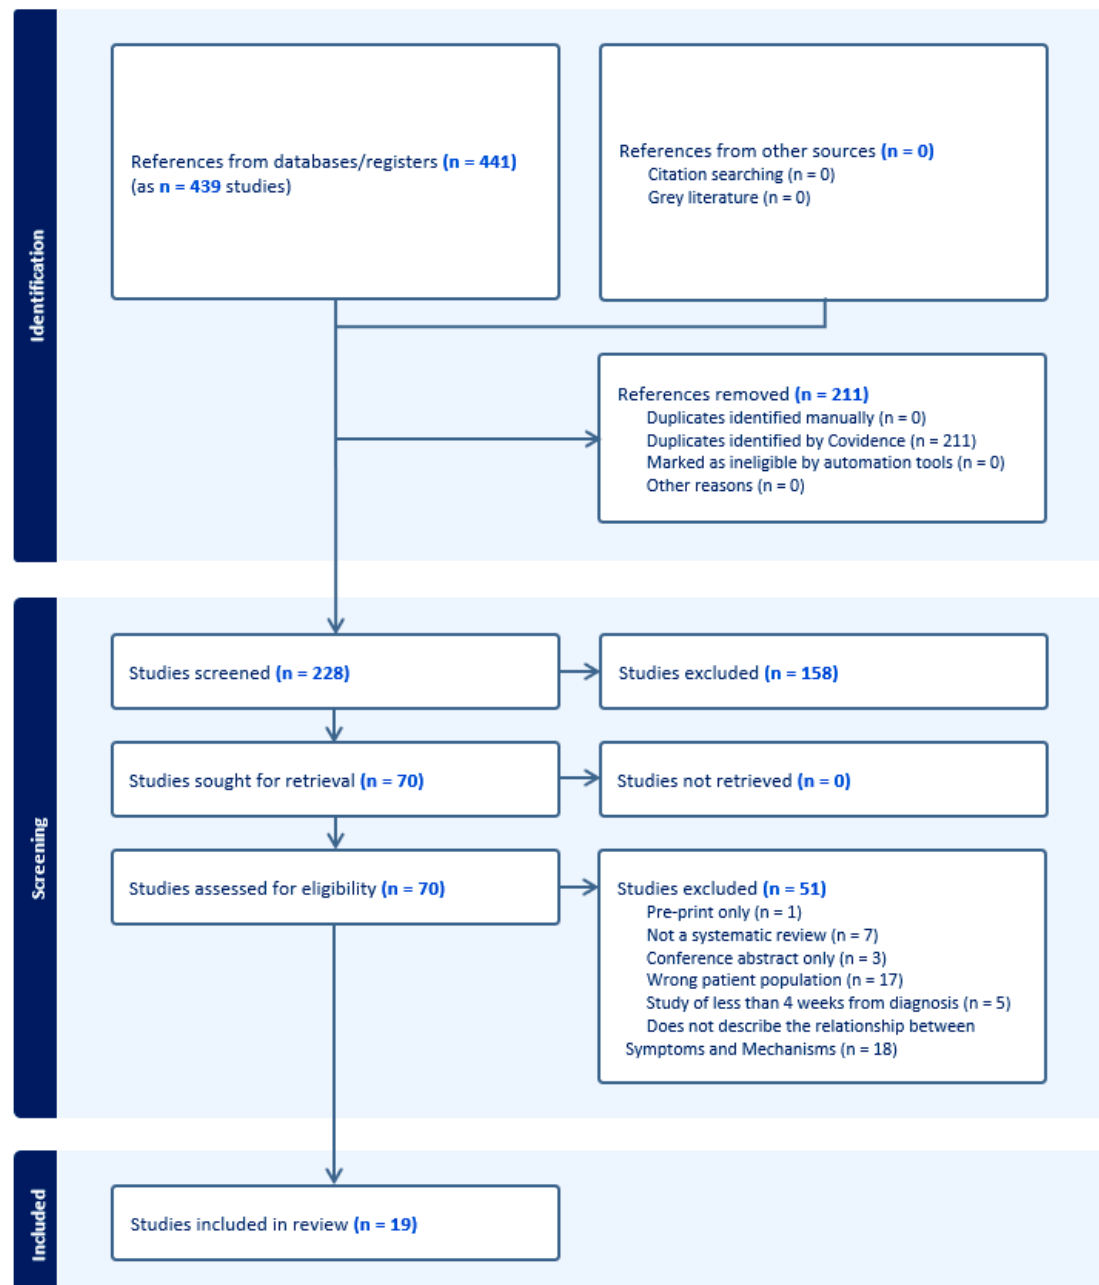 Identification
References from databases/registers (n = 441)
(as n = 439 studies)
References from other sources (n = 0)
Citation searching (n = 0)
Grey literature (n = 0)
References removed (n = 211)
Duplicates identified manually (n = 0)
Duplicates identified by Covidence (n = 211)
Marked as ineligible by automation tools (n = 0)
Other reasons (n = 0)
Screening
Studies screened (n = 228)
Studies excluded (n = 158)
Studies sought for retrieval (n = 70)
Studies not retrieved (n = 0)
Studies assessed for eligibility (n = 70)
Studies excluded (n = 51)
Pre-print only (n = 1)
Not a systematic review (n = 7)
Conference abstract only (n = 3)
Wrong patient population (n = 17)
Study of less than 4 weeks from diagnosis (n = 5)
Does not describe the relationship between
Symptoms and Mechanisms (n = 18)
Included
Studies included in review (n = 19)